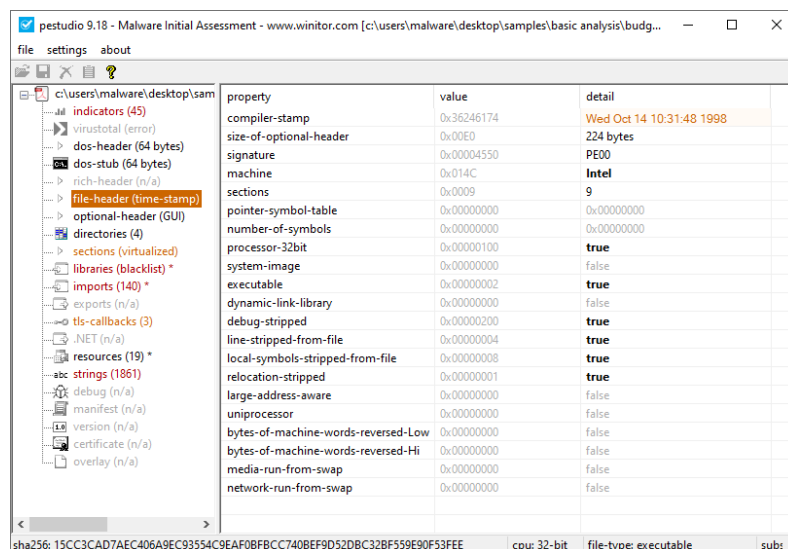 pestudio 9.18 - Malware Initial Assessment - www.winitor.com [c:\users\malware\desktop\samples\basic analysis\budg...
file settings about
c:\users\malware\desktop\sam
indicators (45)
virustotal (error)
dos-header (64 bytes)
dos-stub (64 bytes)
rich-header (n/a)
file-header (time-stamp)
optional-header (GUI)
directories (4)
sections (virtualized)
libraries (blacklist) *
imports (140) *
exports (n/a)
tls-callbacks (3)
.NET (n/a)
resources (19) *
abc strings (1861)
debug (n/a)
manifest (n/a)
1.0 version (n/a)
certificate (n/a)
overlay (n/a)
property value detail
compiler-stamp 0x36246174 Wed Oct 14 10:31:48 1998
size-of-optional-header 0x00E0 224 bytes
signature 0x00004550 PE00
machine 0x014C Intel
sections 0x0009 9
pointer-symbol-table 0x00000000 0x00000000
number-of-symbols 0x00000000 0x00000000
processor-32bit 0x00000100 true
system-image 0x00000000 false
executable 0x00000002 true
dynamic-link-library 0x00000000 false
debug-stripped 0x00000200 true
line-stripped-from-file 0x00000004 true
local-symbols-stripped-from-file 0x00000008 true
relocation-stripped 0x00000001 true
large-address-aware 0x00000000 false
uniprocessor 0x00000000 false
bytes-of-machine-words-reversed-Low 0x00000000 false
bytes-of-machine-words-reversed-Hi 0x00000000 false
media-run-from-swap 0x00000000 false
network-run-from-swap 0x00000000 false
sha256: 15CC3CAD7AEC406A9EC93554C9EAF0BFBCC740BEF9D52DBC32BF559E90F53FEE cpu: 32-bit file-type: executable subs